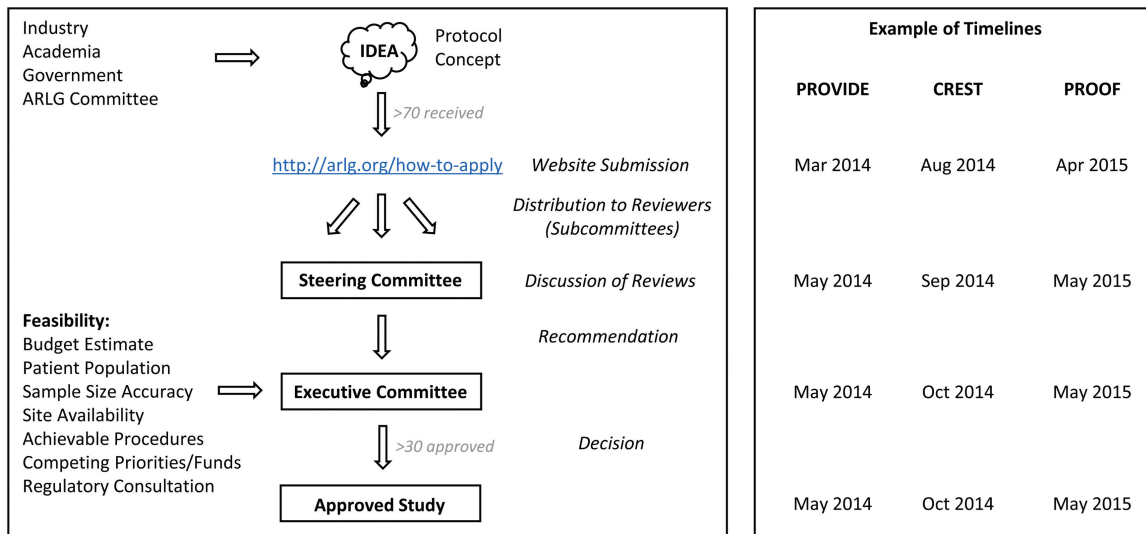 Industry
Academia
Government
ARLG Committee
IDEA
Protocol
Concept
>70 received
http://arlg.org/how-to-apply
Website Submission
Distribution to Reviewers
(Subcommittees)
Steering Committee
Discussion of Reviews
Recommendation
Feasibility:
Budget Estimate
Patient Population
Sample Size Accuracy
Site Availability
Achievable Procedures
Competing Priorities/Funds
Regulatory Consultation
Executive Committee
>30 approved
Decision
Approved Study
Example of Timelines
PROVIDE CREST PROOF
Mar 2014 Aug 2014 Apr 2015
May 2014 Sep 2014 May 2015
May 2014 Oct 2014 May 2015
May 2014 Oct 2014 May 2015